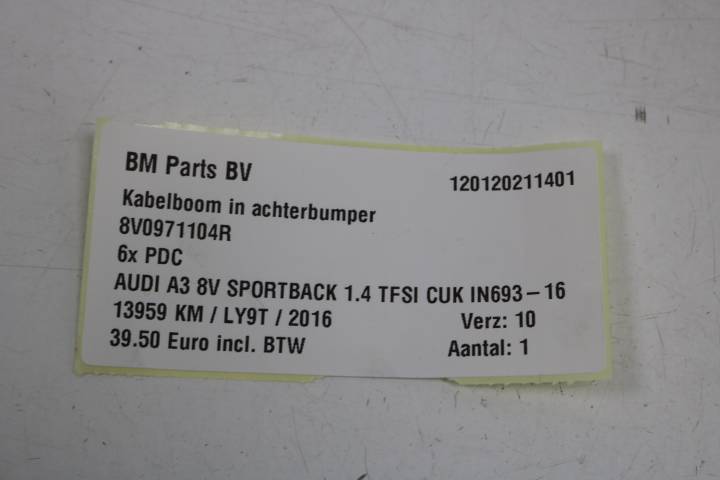 BM Parts BV
120120211401
Kabelboom in achterbumper
8V0971104R
6x PDC
AUDI A3 8V SPORTBACK 1.4 TFSI CUK IN693-16
13959 KM / LY9T / 2016 Verz: 10
39.50 Euro incl. BTW Aantal: 1